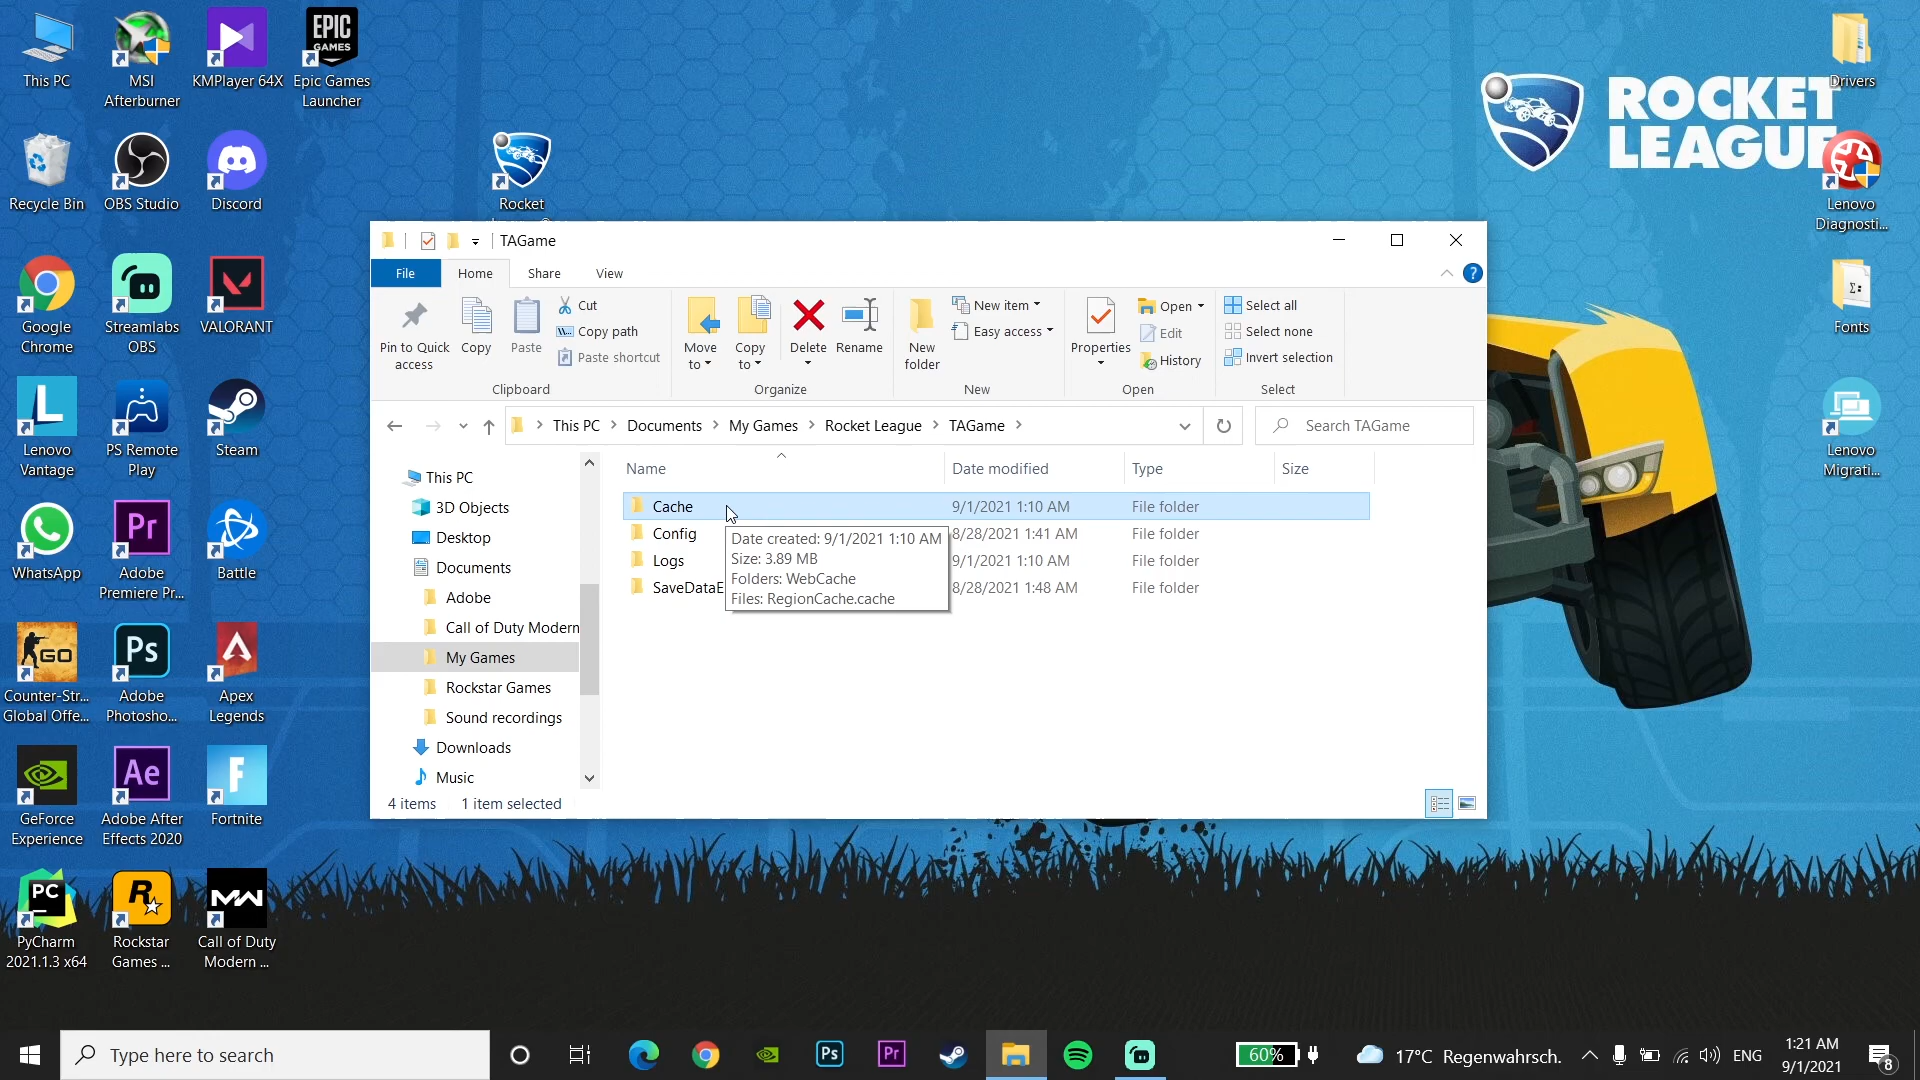 This PC
MSI
Afterburner
KMPlayer 64X
EPIC
GAMES
Epic Games
Launcher
Recycle Bin
OBS Studio
Discord
Rocket
Google
Chrome
Streamlabs
OBS
VALORANT
Lenovo
Vantage
PS Remote
Play
Steam
WhatsApp
Pr
Adobe
Premiere Pr...
Battle
GO
Counter-Str...
Global Offe...
Ps
Adobe
Photosho...
Apex
Legends
GeForce
Experience
Ae
Adobe After
Effects 2020
Fortnite
PC
PyCharm
2021.1.3 x64
R
Rockstar
Games ...
MW
Call of Duty
Modern ...
ROCKET
LEAGUE
Drivers
Lenovo
Diagnosti...
Fonts
Lenovo
Migrati...
TAGame
File
Home
Share
View
Pin to Quick
access
Copy
Paste
Cut
Copy path
Paste shortcut
Clipboard
Move
to
Copy
to
Delete
Rename
Organize
New
folder
New item
Easy access
New
Properties
Open
Edit
History
Open
Select all
Select none
Invert selection
Select
This PC > Documents > My Games > Rocket League > TAGame >
Search TAGame
This PC
3D Objects
Desktop
Documents
Adobe
Call of Duty Modern
My Games
Rockstar Games
Sound recordings
Downloads
Music
Name Date modified Type Size
Cache 9/1/2021 1:10 AM File folder
Config 8/28/2021 1:41 AM File folder
Logs 9/1/2021 1:10 AM File folder
SaveDataE 8/28/2021 1:48 AM File folder
Date created: 9/1/2021 1:10 AM
Size: 3.89 MB
Folders: WebCache
Files: RegionCache.cache
4 items 1 item selected
Type here to search
Ps
Pr
60%
17°C Regenwahrsch.
ENG
1:21 AM
9/1/2021
8